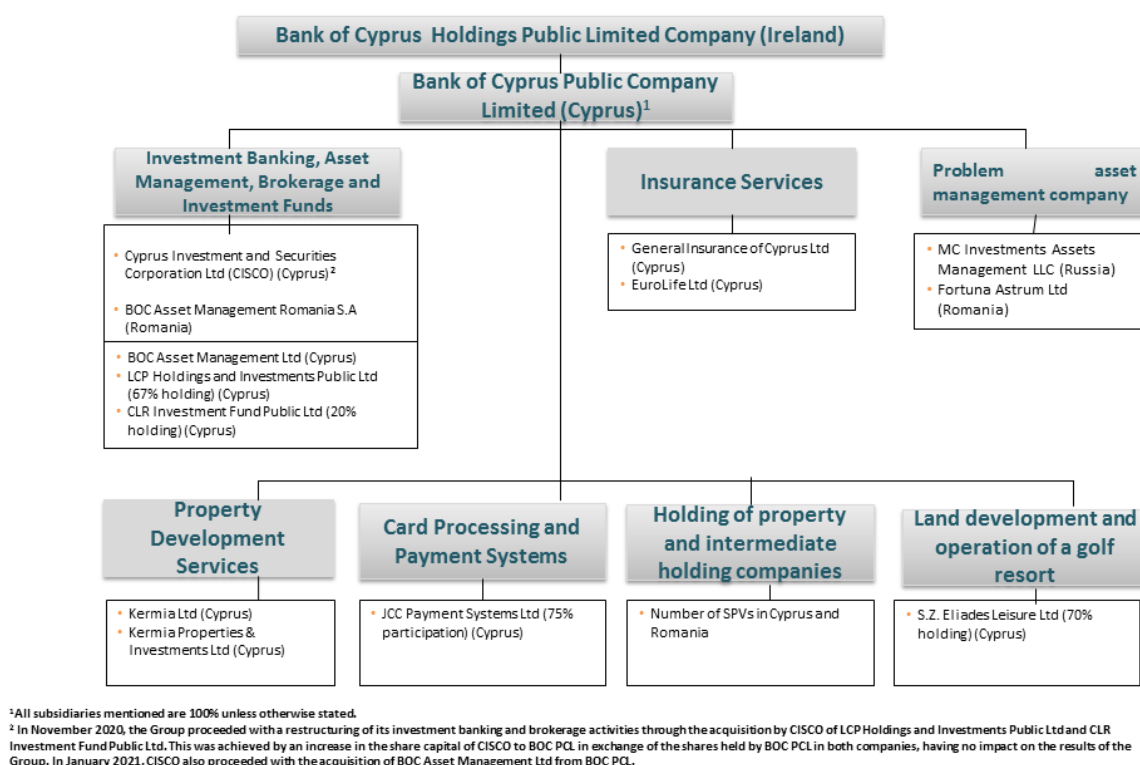 Bank of Cyprus Holdings Public Limited Company (Ireland)
Bank of Cyprus Public Company
Limited (Cyprus)¹
Investment Banking, Asset
Management, Brokerage and
Investment Funds
• Cyprus Investment and Securities
Corporation Ltd (CISCO) (Cyprus)²
• BOC Asset Management Romania S.A
(Romania)
• BOC Asset Management Ltd (Cyprus)
• LCP Holdings and Investments Public Ltd
(67% holding) (Cyprus)
• CLR Investment Fund Public Ltd (20%
holding) (Cyprus)
Insurance Services
• General Insurance of Cyprus Ltd
(Cyprus)
• EuroLife Ltd (Cyprus)
Problem asset
management company
• MC Investments Assets
Management LLC (Russia)
• Fortuna Astrum Ltd
(Romania)
Property
Development
Services
• Kermia Ltd (Cyprus)
• Kermia Properties &
Investments Ltd (Cyprus)
Card Processing and
Payment Systems
• JCC Payment Systems Ltd (75%
participation) (Cyprus)
Holding of property
and intermediate
holding companies
• Number of SPVs in Cyprus and
Romania
Land development and
operation of a golf
resort
• S.Z. Eliades Leisure Ltd (70%
holding) (Cyprus)
¹All subsidiaries mentioned are 100% unless otherwise stated.
² In November 2020, the Group proceeded with a restructuring of its investment banking and brokerage activities through the acquisition by CISCO of LCP Holdings and Investments Public Ltd and CLR
Investment Fund Public Ltd. This was achieved by an increase in the share capital of CISCO to BOC PCL in exchange of the shares held by BOC PCL in both companies, having no impact on the results of the
Group. In January 2021, CISCO also proceeded with the acquisition of BOC Asset Management Ltd from BOC PCL.